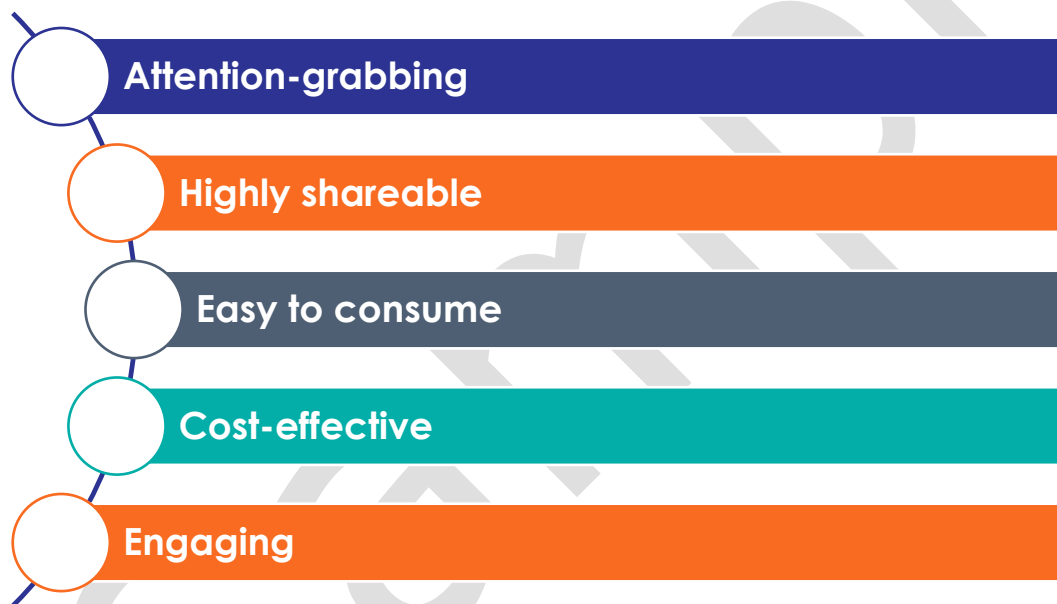 Attention-grabbing
Highly shareable
Easy to consume
Cost-effective
Engaging